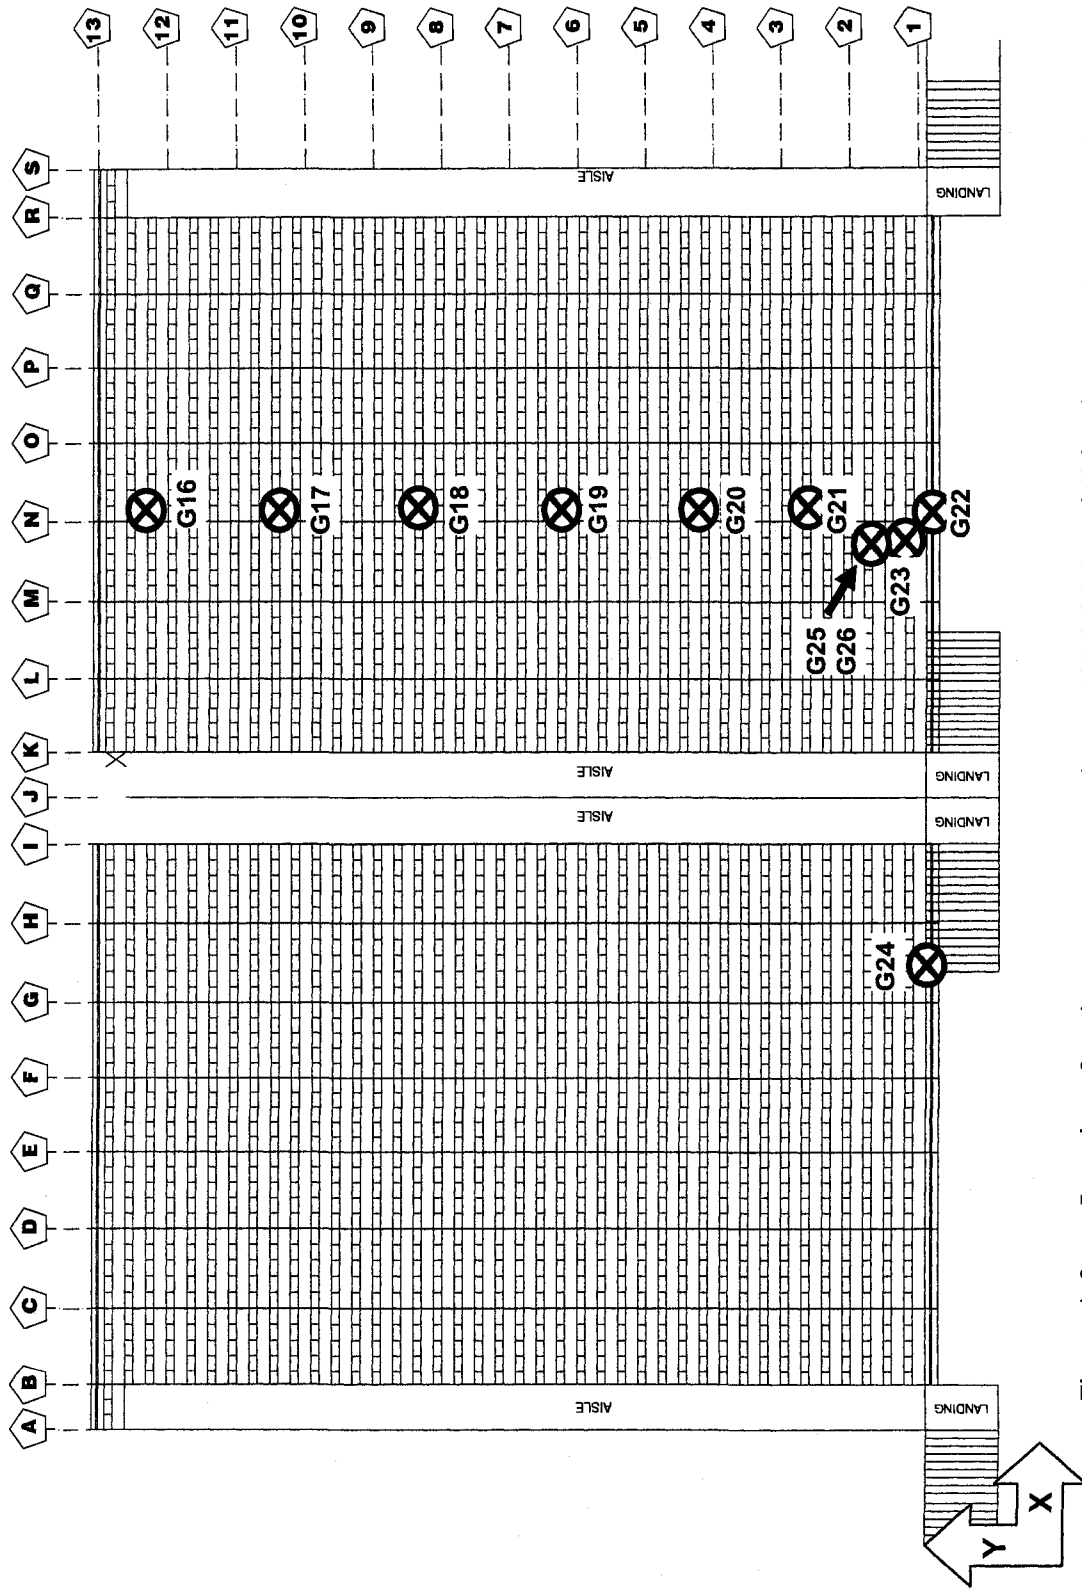 13
12
11
10
9
8
7
6
5
4
3
2
1
S
R
Q
P
O
N
M
L
K
J
I
H
G
F
E
D
C
B
A
AISLE
LANDING
G16
G17
G18
G19
G20
G21
G22
G23
G25
G26
AISLE
LANDING
AISLE
LANDING
G24
AISLE
LANDING
Y
X